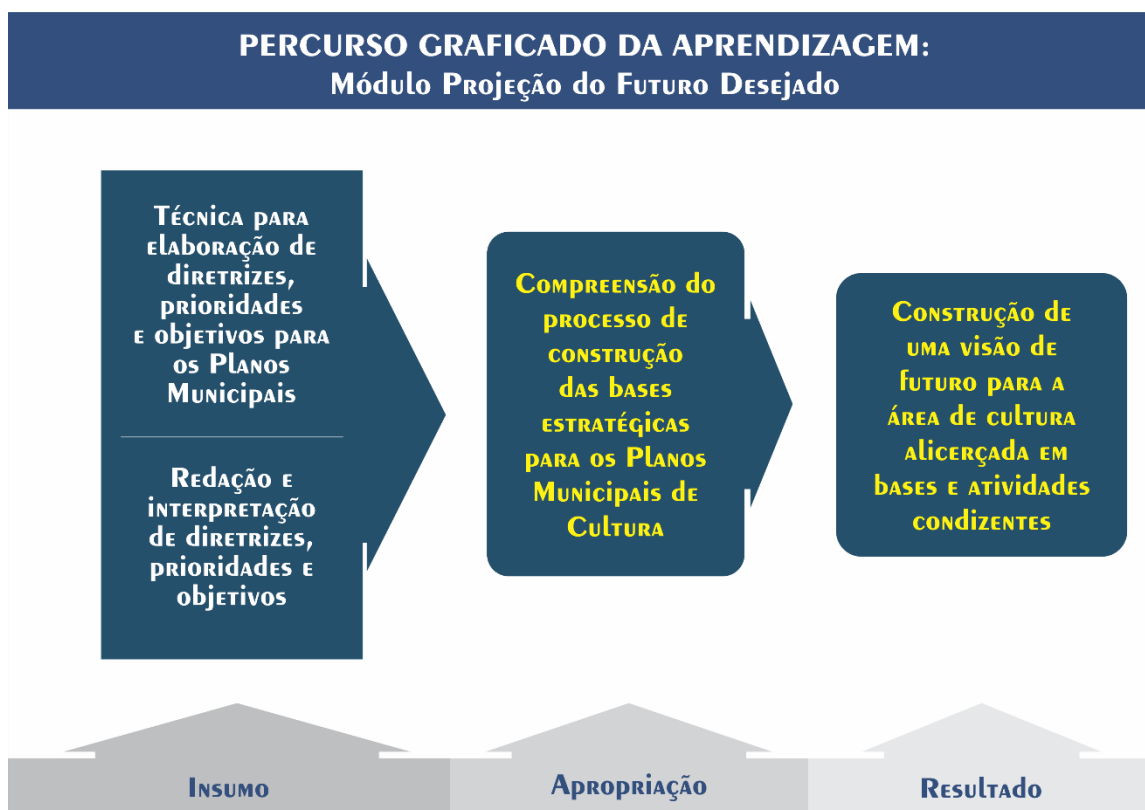 PERCURSO GRAFICADO DA APRENDIZAGEM:
Módulo Projeção do Futuro Desejado
Técnica para
elaboração de
diretrizes,
prioridades
e objetivos para
os Planos
Municipais
Redação e
interpretação
de diretrizes,
prioridades e
objetivos
Compreensão do
processo de
construção
das bases
estratégicas
para os Planos
Municipais de
Cultura
Construção de
uma visão de
futuro para a
área de cultura
alicerçada em
bases e atividades
condizentes
Insumo
Apropriação
Resultado